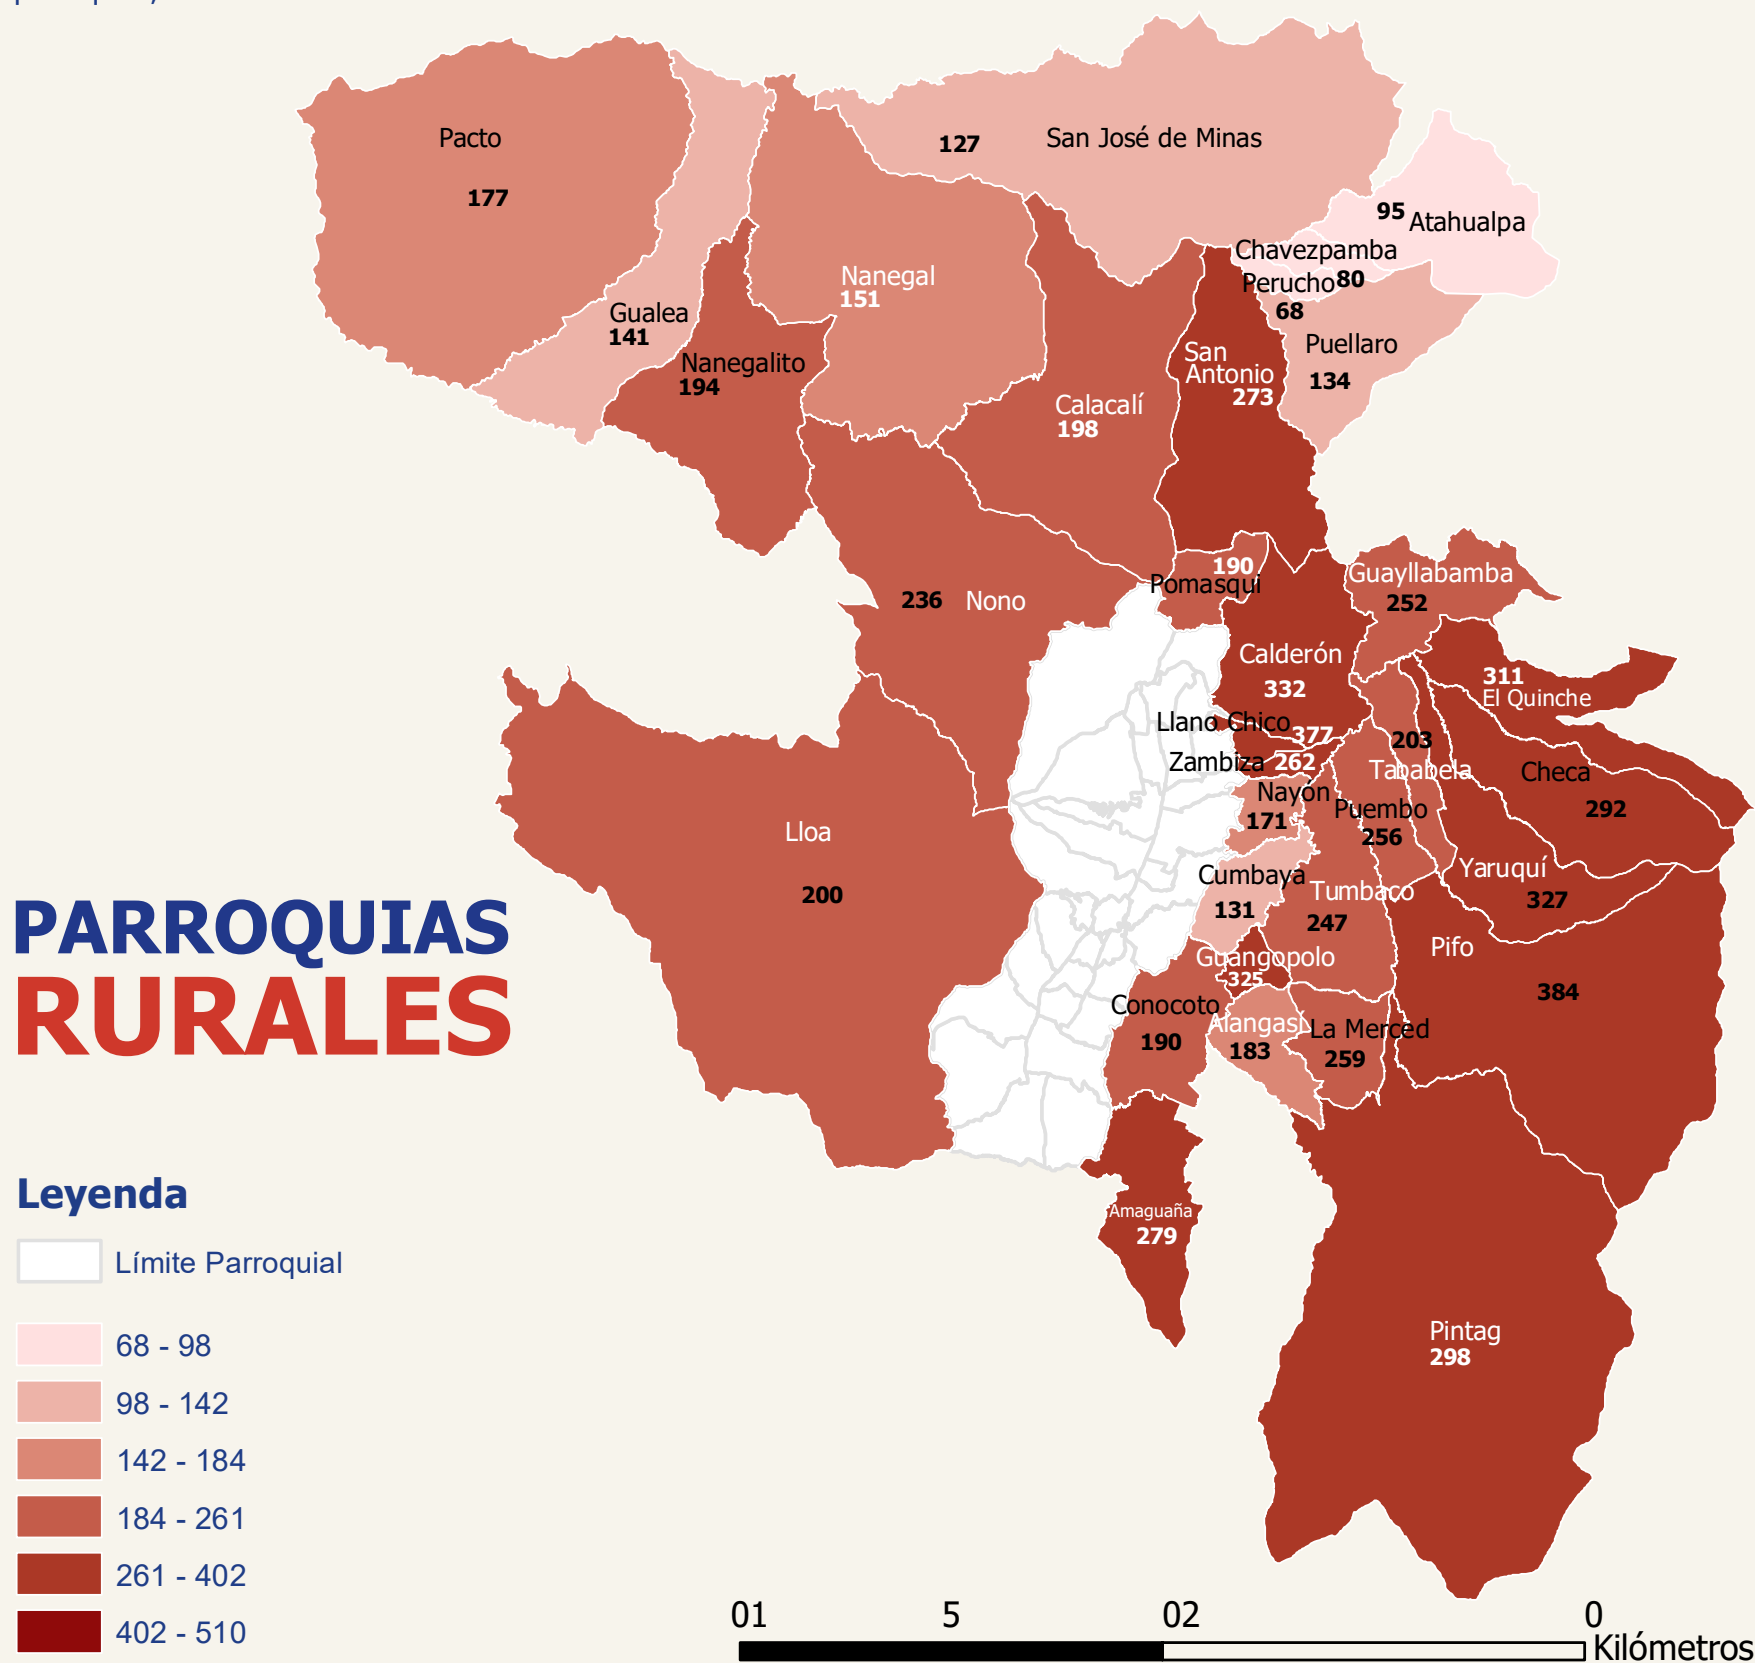 Pacto
177
127
San José de Minas
95
Atahualpa
Chavezpamba
80
Perucho
68
Puellaro
134
Gualea
141
Nanegalito
194
Nanegal
151
Calacalí
198
San
Antonio
273
236
Nono
190
Pomasqui
Guayllabamba
252
Calderón
332
311
El Quinche
Llano Chico
377
203
Tababela
Zambiza
262
Checa
292
Nayón
171
Puembo
256
Lloa
200
Cumbaya
131
Tumbaco
247
Yaruquí
327
Pifo
384
Guangopolo
325
Conocoto
190
Alangasí
183
La Merced
259
Amaguaña
279
Pintag
298
PARROQUIAS
RURALES
Leyenda
Límite Parroquial
68 - 98
98 - 142
142 - 184
184 - 261
261 - 402
402 - 510
01 5 02 0
Kilómetros